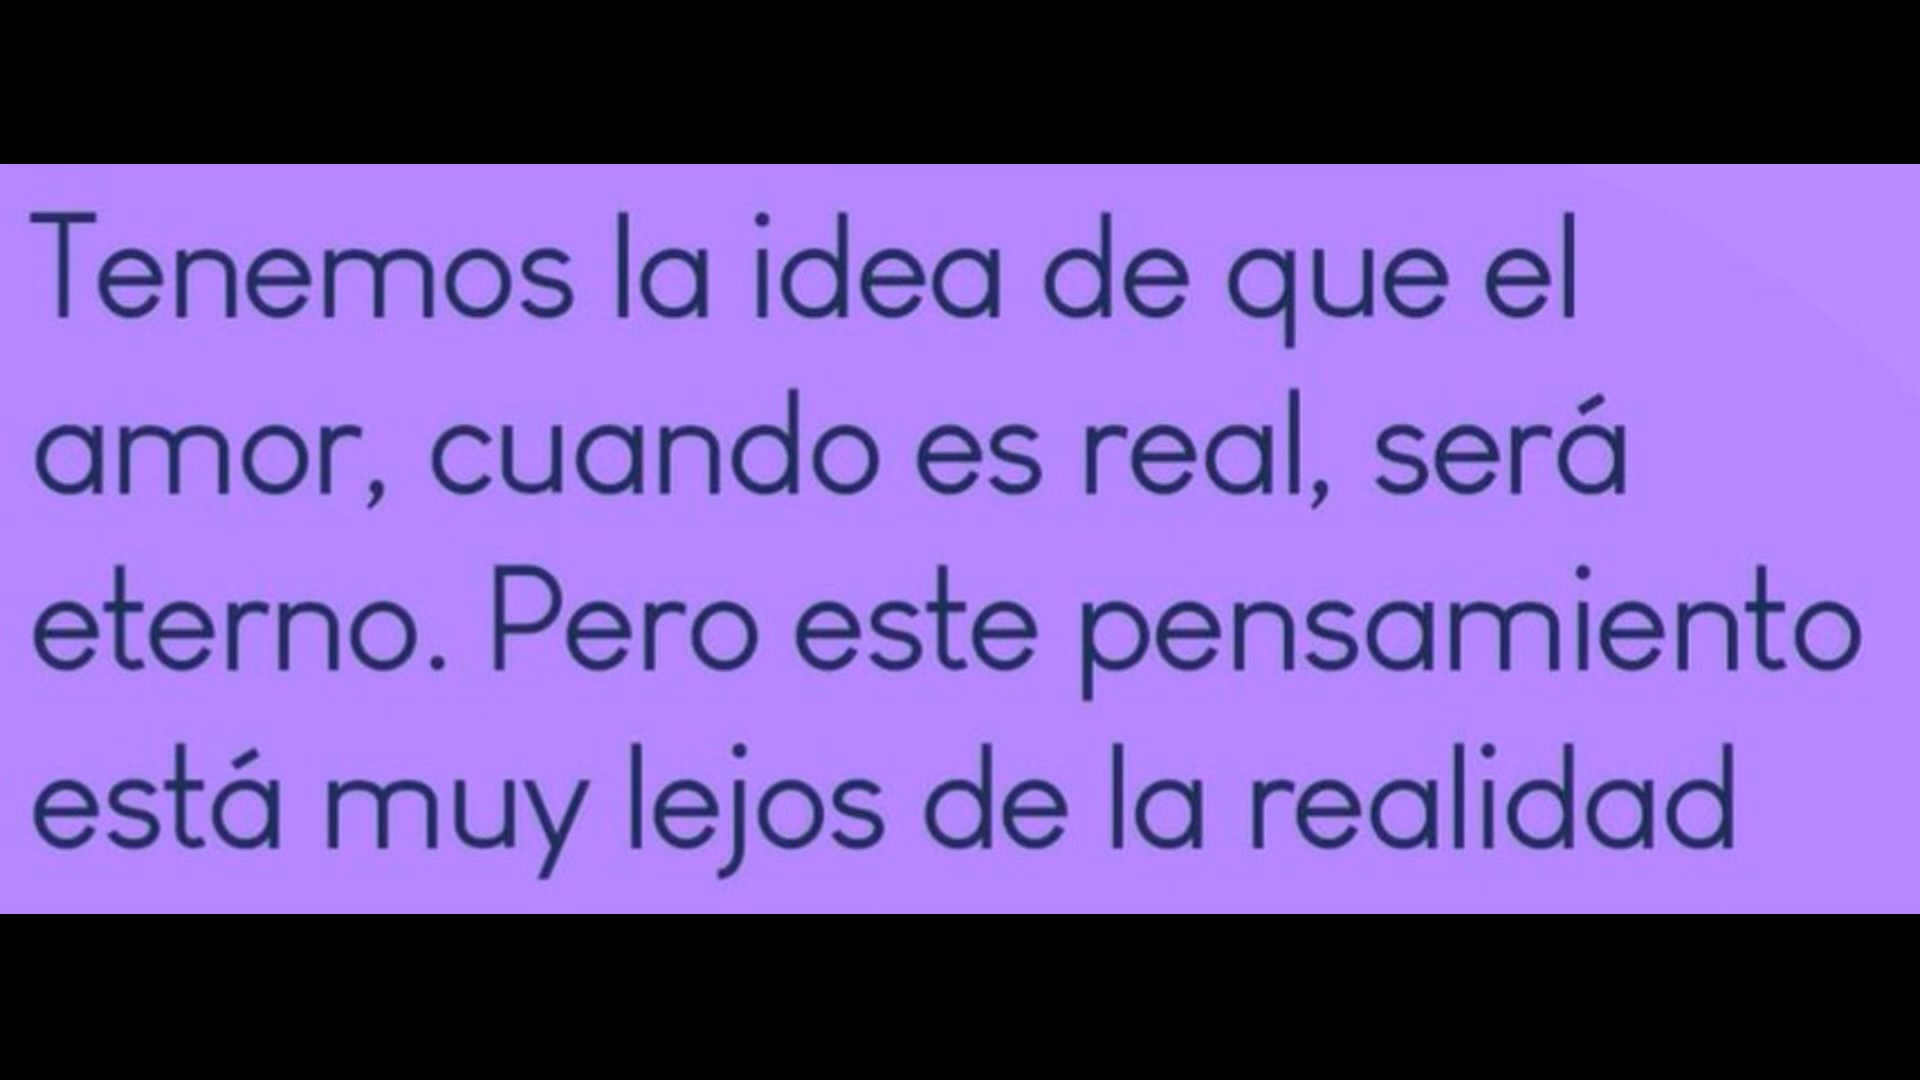 Tenemos la idea de que el
amor, cuando es real, será
eterno. Pero este pensamiento
está muy lejos de la realidad